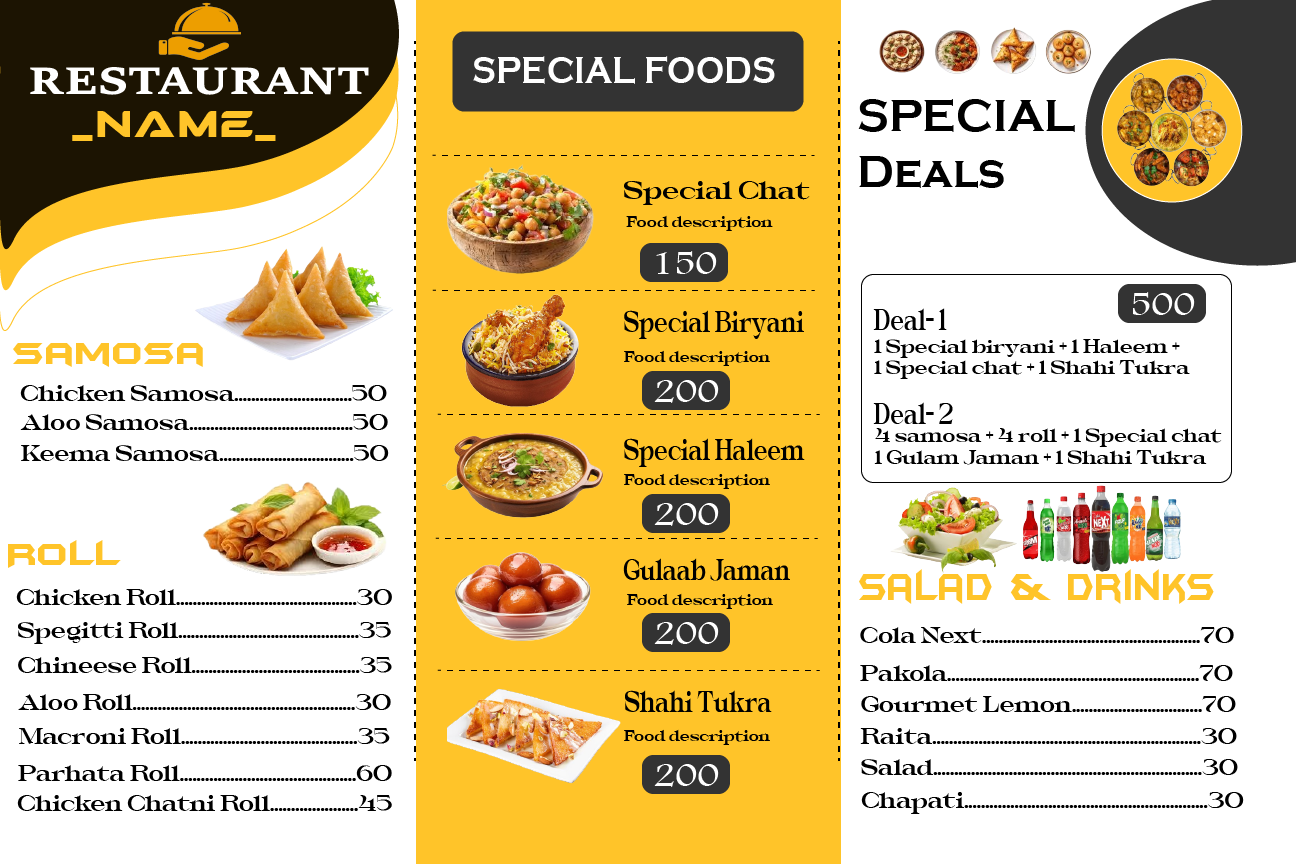 RESTAURANT
_NAME_
SAMOSA
Chicken Samosa..............................50
Aloo Samosa..........................................50
Keema Samosa..................................50
ROLL
Chicken Roll..............................................30
Spegitti Roll..............................................35
Chineese Roll...........................................35
Aloo Roll.........................................................30
Macroni Roll.............................................35
Parhata Roll.............................................60
Chicken Chatni Roll......................45
SPECIAL FOODS
Special Chat
Food description
150
Special Biryani
Food description
200
Special Haleem
Food description
200
Gulaab Jaman
Food description
200
Shahi Tukra
Food description
200
SPECIAL
DEALS
500
Deal-1
1 Special biryani + 1 Haleem +
1 Special chat + 1 Shahi Tukra
Deal-2
4 samosa + 4 roll + 1 Special chat
1 Gulam Jaman + 1 Shahi Tukra
NEXT
SALAD & DRINKS
Cola Next........................................................70
Pakola.................................................................70
Gourmet Lemon.................................70
Raita.....................................................................30
Salad.....................................................................30
Chapati...............................................................30